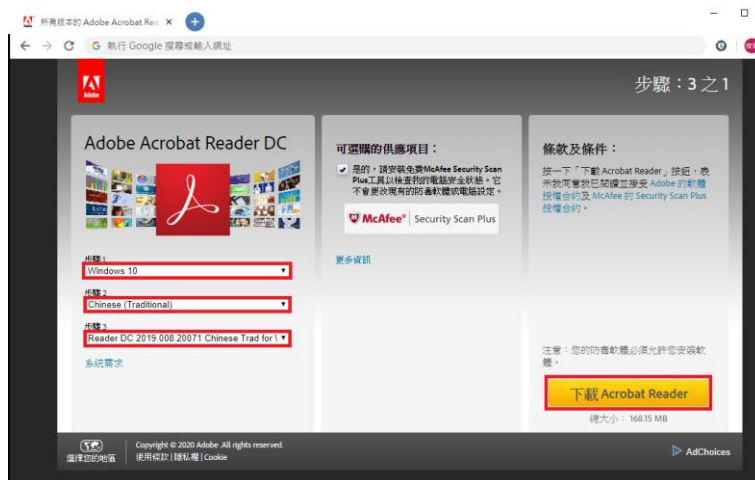 所有版本的 Adobe Acrobat Rea
執行 Google 搜尋或輸入網址
Adobe
步驟：3 之 1
Adobe Acrobat Reader DC
步驟 1
Windows 10
步驟 2
Chinese (Traditional)
步驟 3
Reader DC 2019.008.20071 Chinese Trad for
系統需求
可選購的供應項目：
是的，請安裝免費McAfee Security Scan
Plus工具以檢查我的電腦安全狀態。它
不會更改現有的防毒軟體或電腦設定。
McAfee® Security Scan Plus
更多資訊
條款及條件：
按一下「下載 Acrobat Reader」按鈕，表
示我同意我已閱讀並接受 Adobe 的軟體
授權合約及 McAfee 的 Security Scan Plus
授權合約。
注意：您的防毒軟體必須允許您安裝軟
體。
下載 Acrobat Reader
總大小：168.15 MB
選擇您的地區
Copyright © 2020 Adobe .All rights reserved.
使用條款 | 隱私權 | Cookie
AdChoices